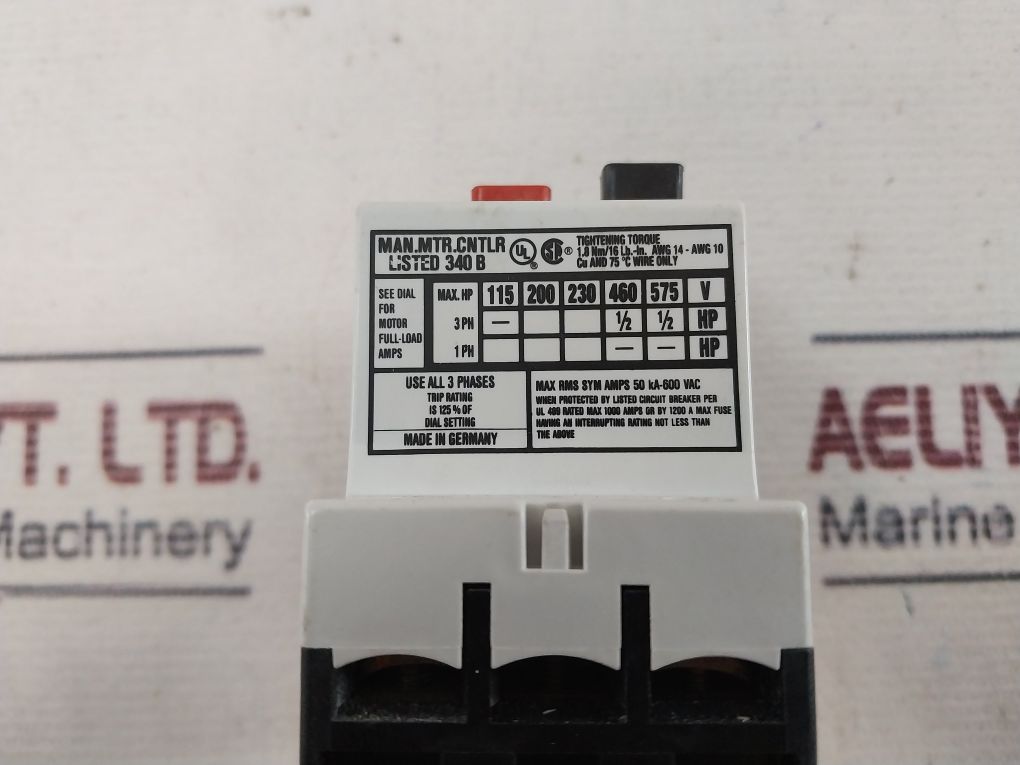 MAN.MTR.CNTLR
LISTED 340 B
UL ®
SA ®
TIGHTENING TORQUE
1.8 Nm/16 Lb.-in. AWG 14 - AWG 10
Cu AND 75 °C WIRE ONLY
SEE DIAL
FOR
MOTOR
FULL-LOAD
AMPS
MAX. HP 115 200 230 460 575 V
3 PH — 1/2 1/2 HP
1 PH — — HP
USE ALL 3 PHASES
TRIP RATING
IS 125 % OF
DIAL SETTING
MADE IN GERMANY
MAX RMS SYM AMPS 50 kA-600 VAC
WHEN PROTECTED BY LISTED CIRCUIT BREAKER PER
UL 489 RATED MAX 1000 AMPS OR BY 1200 A MAX FUSE
HAVING AN INTERRUPTING RATING NOT LESS THAN
THE ABOVE
VT. LTD.
Machinery
AELIY
Marine